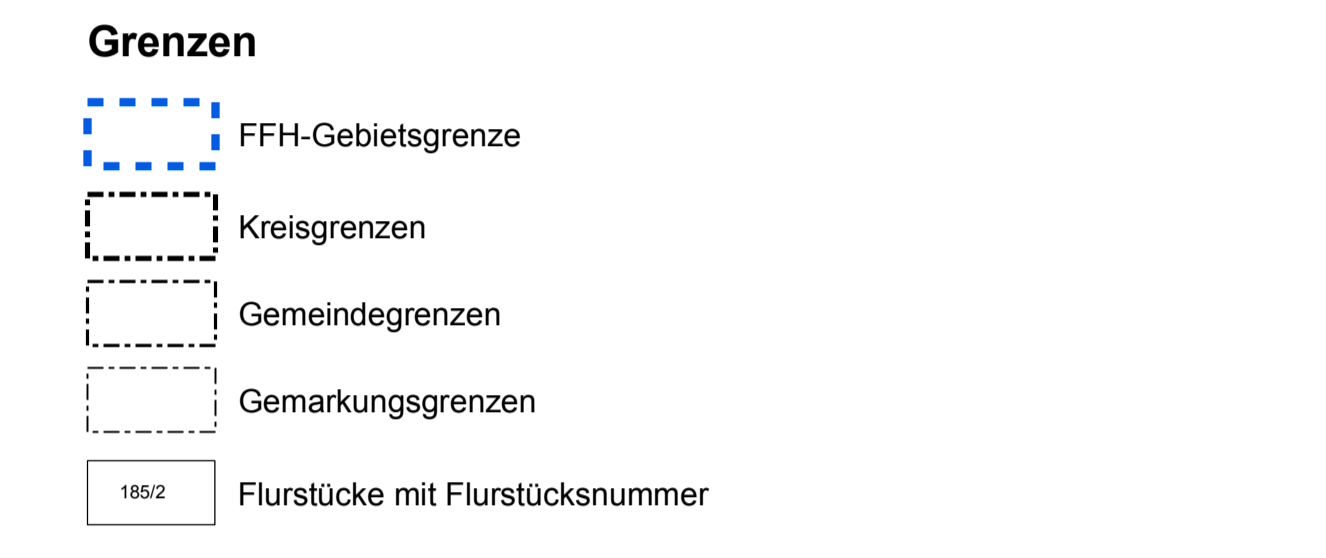 Grenzen
FFH-Gebietsgrenze
Kreisgrenzen
Gemeindegrenzen
Gemarkungsgrenzen
185/2 Flurstücke mit Flurstücksnummer